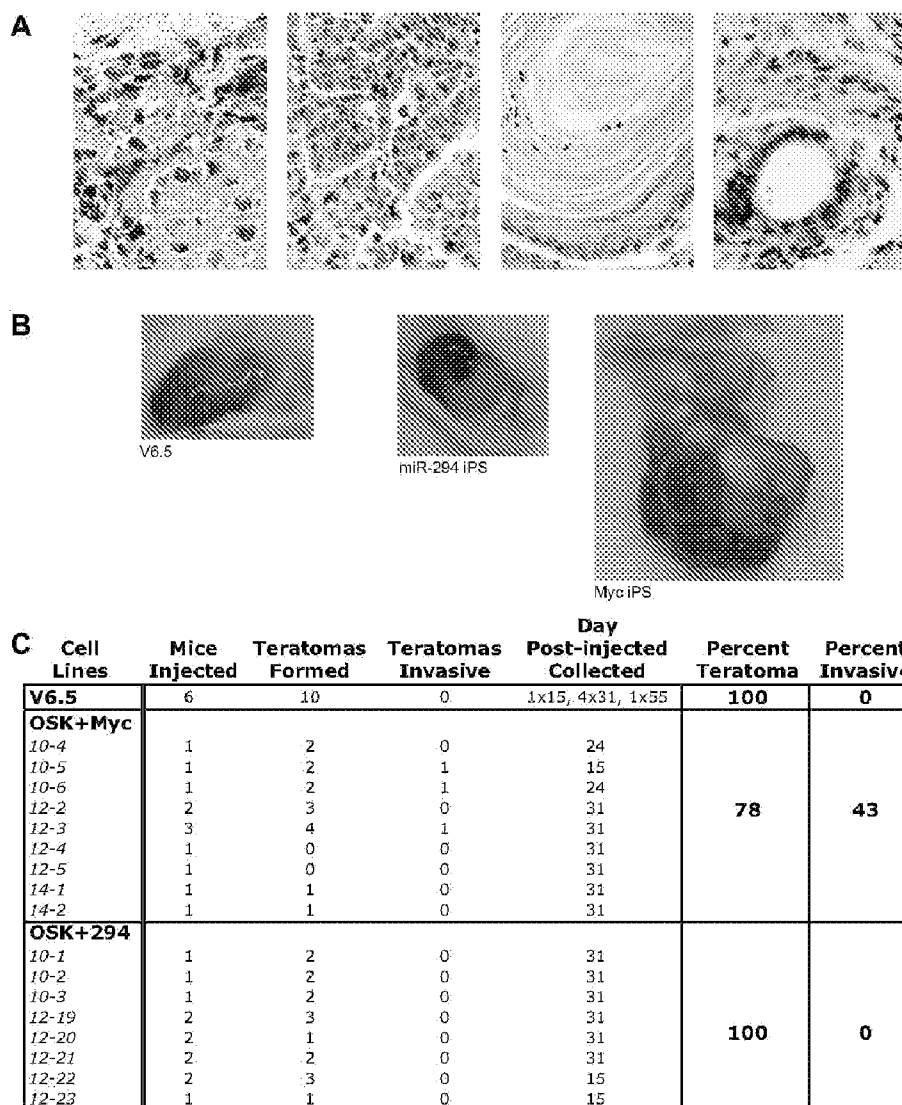 A
B
V6.5
miR-294 iPS
Myc iPS
C Cell Lines Mice Injected Teratomas Formed Teratomas Invasive Day Post-injected Collected Percent Teratoma Percent Invasive
V6.5 6 10 0 1x15, 4x31, 1x55 100 0
OSK+Myc
10-4 1 2 0 24
10-5 1 2 1 15
10-6 1 2 1 24
12-2 2 3 0 31 78 43
12-3 3 4 1 31
12-4 1 0 0 31
12-5 1 0 0 31
14-1 1 1 0 31
14-2 1 1 0 31
OSK+294
10-1 1 2 0 31
10-2 1 2 0 31
10-3 1 2 0 31
12-19 2 3 0 31
12-20 2 1 0 31 100 0
12-21 2 2 0 31
12-22 2 3 0 15
12-23 1 1 0 15